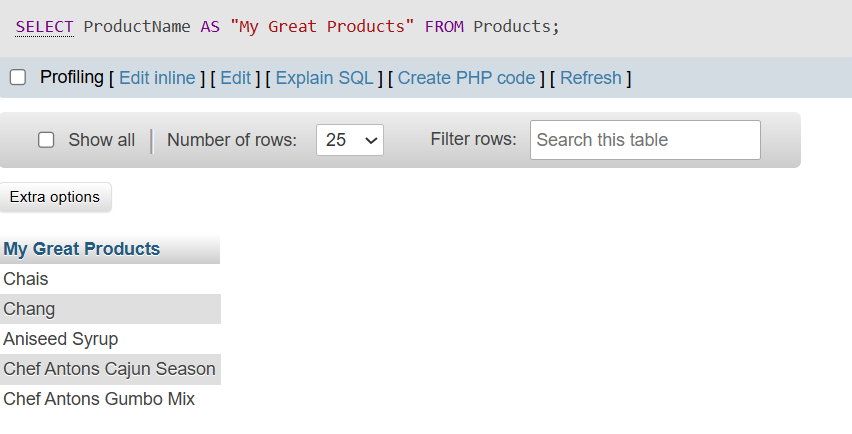 SELECT ProductName AS "My Great Products" FROM Products;
Profiling [ Edit inline ] [ Edit ] [ Explain SQL ] [ Create PHP code ] [ Refresh ]
Show all Number of rows: 25 Filter rows: Search this table
Extra options
My Great Products
Chais
Chang
Aniseed Syrup
Chef Antons Cajun Season
Chef Antons Gumbo Mix